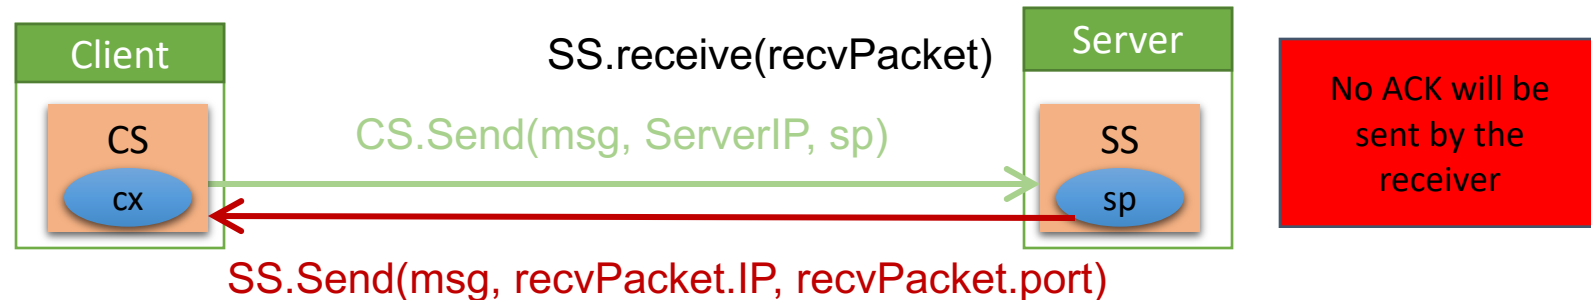 Client
SS.receive(recvPacket)
Server
CS
CS.Send(msg, ServerIP, sp)
SS
cx
sp
SS.Send(msg, recvPacket.IP, recvPacket.port)
No ACK will be
sent by the
receiver